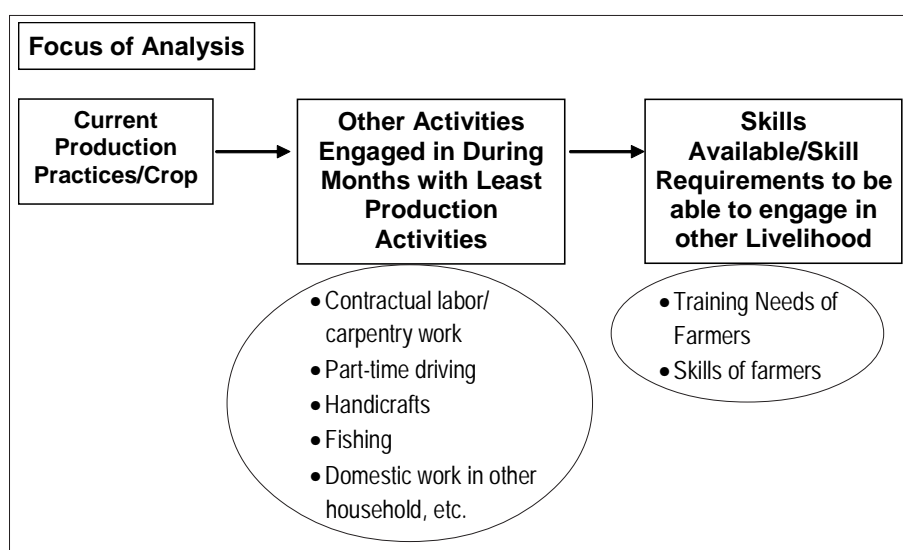 Focus of Analysis
Current
Production
Practices/Crop
Other Activities
Engaged in During
Months with Least
Production
Activities
Skills
Available/Skill
Requirements to be
able to engage in
other Livelihood
• Contractual labor/
carpentry work
• Part-time driving
• Handicrafts
• Fishing
• Domestic work in other
household, etc.
• Training Needs of
Farmers
• Skills of farmers